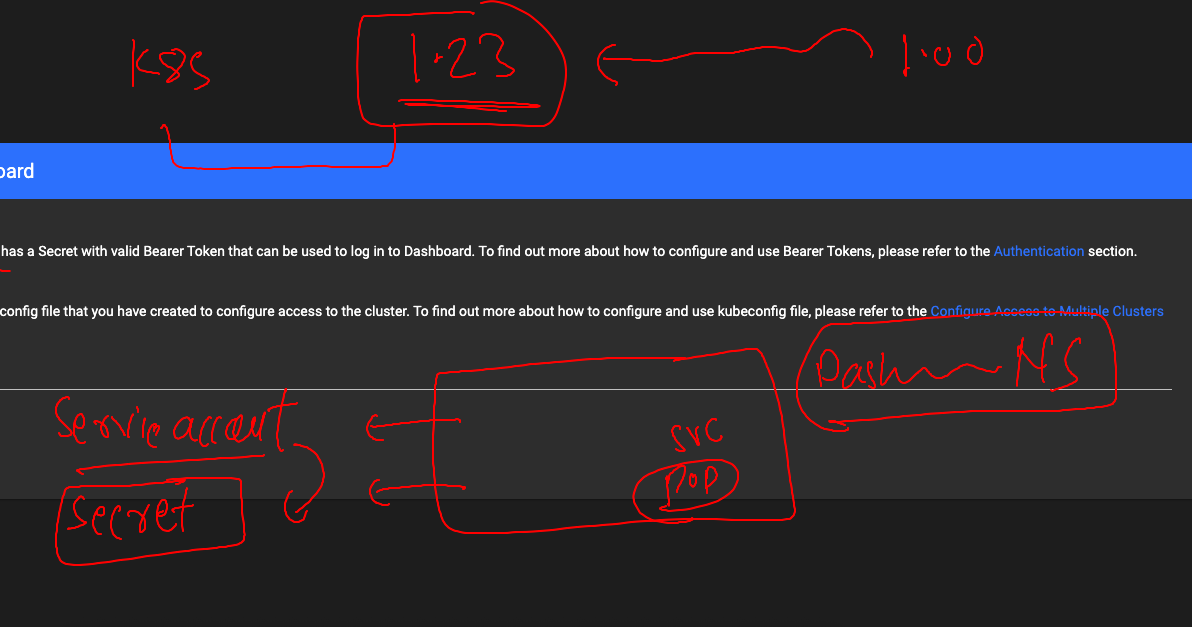 K8s 1.23 1.00
oard
has a Secret with valid Bearer Token that can be used to log in to Dashboard. To find out more about how to configure and use Bearer Tokens, please refer to the Authentication section.
config file that you have created to configure access to the cluster. To find out more about how to configure and use kubeconfig file, please refer to the Configure Access to Multiple Clusters
Dash NS
Service account
svc
Pop
Secret